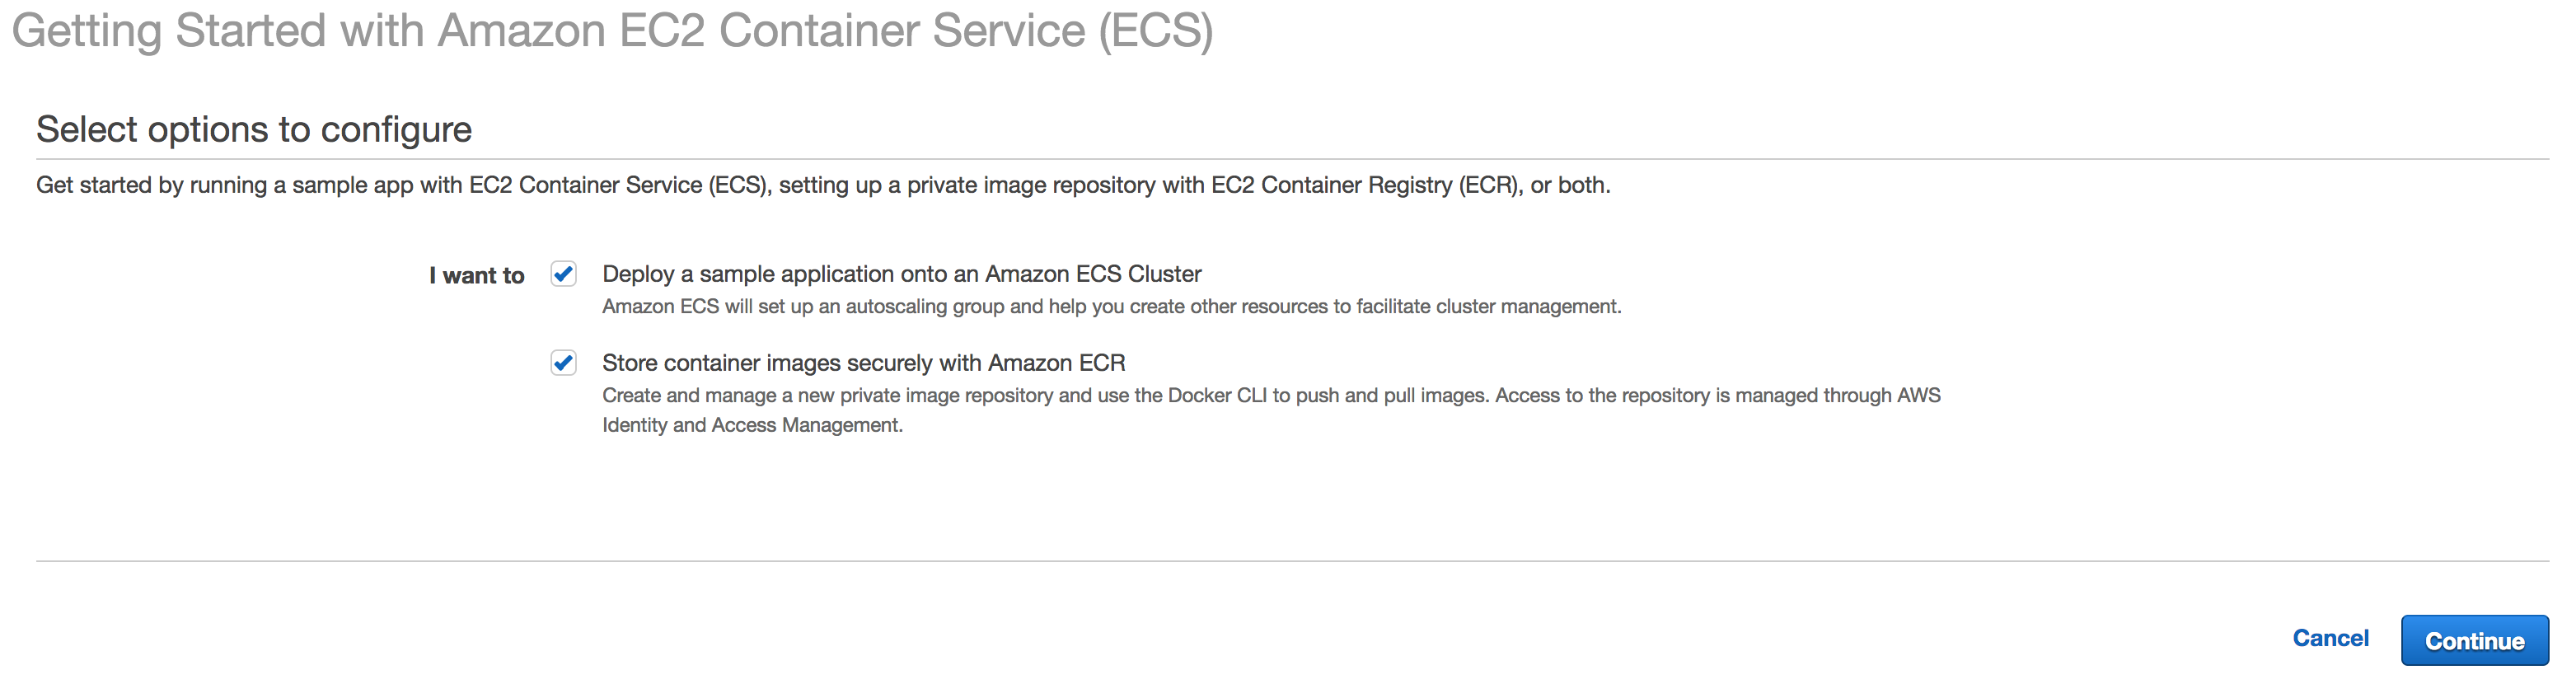 Getting Started with Amazon EC2 Container Service (ECS)
Select options to configure
Get started by running a sample app with EC2 Container Service (ECS), setting up a private image repository with EC2 Container Registry (ECR), or both.
I want to Deploy a sample application onto an Amazon ECS Cluster
Amazon ECS will set up an autoscaling group and help you create other resources to facilitate cluster management.
Store container images securely with Amazon ECR
Create and manage a new private image repository and use the Docker CLI to push and pull images. Access to the repository is managed through AWS
Identity and Access Management.
Cancel Continue